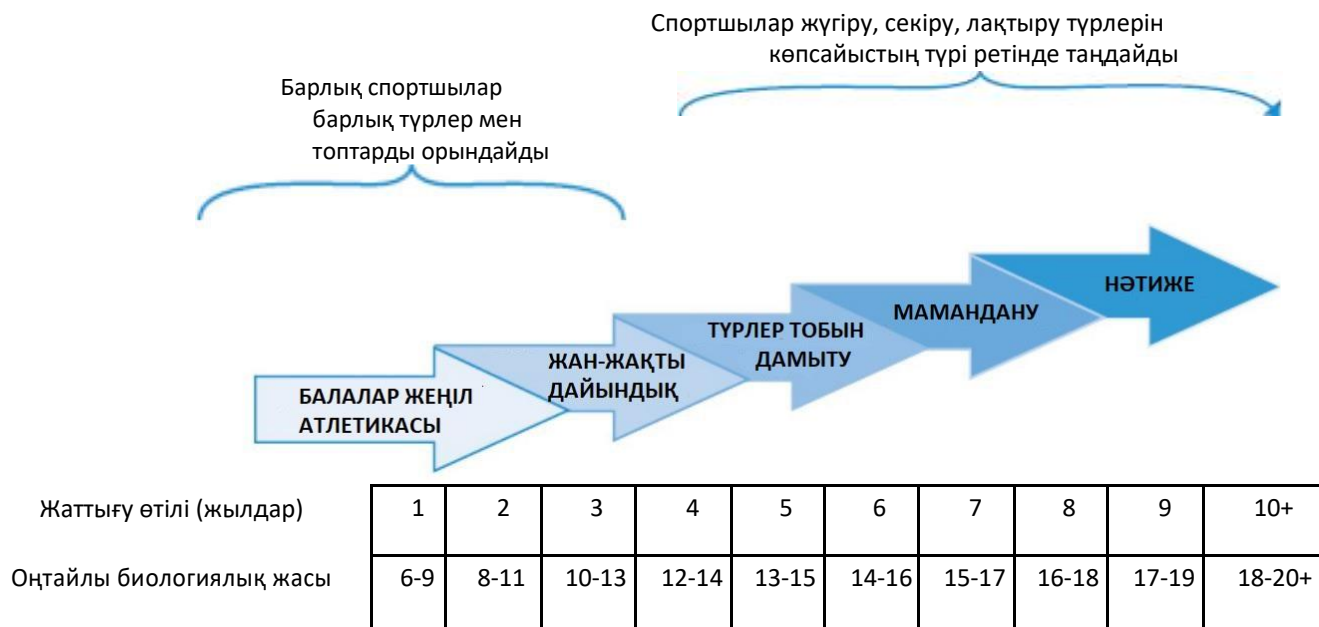 Спортшылар жүгіру, секіру, лақтыру түрлерін
көпсайыстың түрі ретінде таңдайды
Барлық спортшылар
барлық түрлер мен
топтарды орындайды
НӘТИЖЕ
МАМАНДАНУ
ТҮРЛЕР ТОБЫН
ДАМЫТУ
ЖАН-ЖАҚТЫ
ДАЙЫНДЫҚ
БАЛАЛАР ЖЕҢІЛ
АТЛЕТИКАСЫ
Жаттығу өтілі (жылдар) 1 2 3 4 5 6 7 8 9 10+
Оңтайлы биологиялық жасы 6-9 8-11 10-13 12-14 13-15 14-16 15-17 16-18 17-19 18-20+